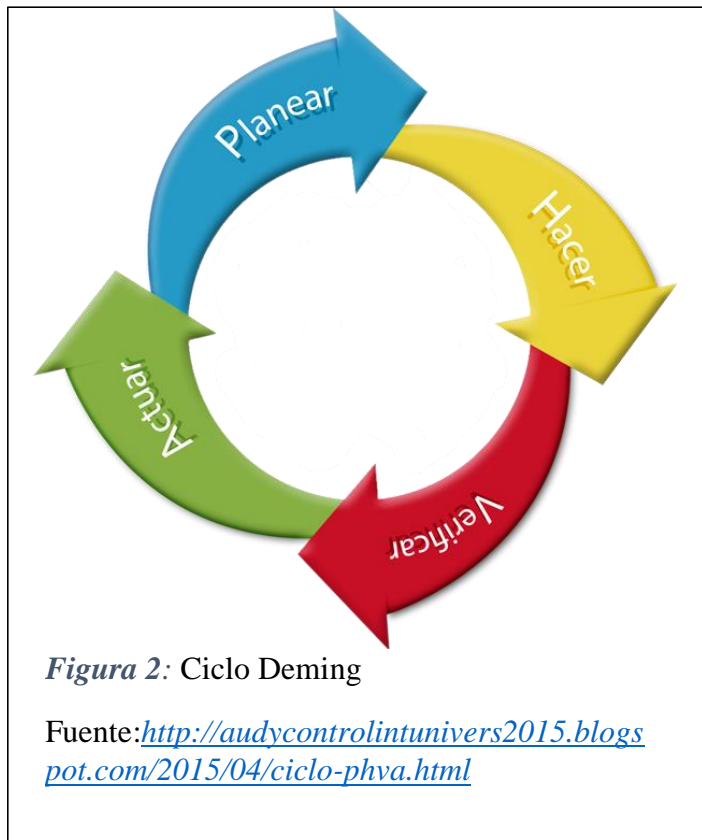 Planear
Hacer
Verificar
Actuar
Figura 2: Ciclo Deming
Fuente:http://audycontrolintunivers2015.blogs
pot.com/2015/04/ciclo-phva.html